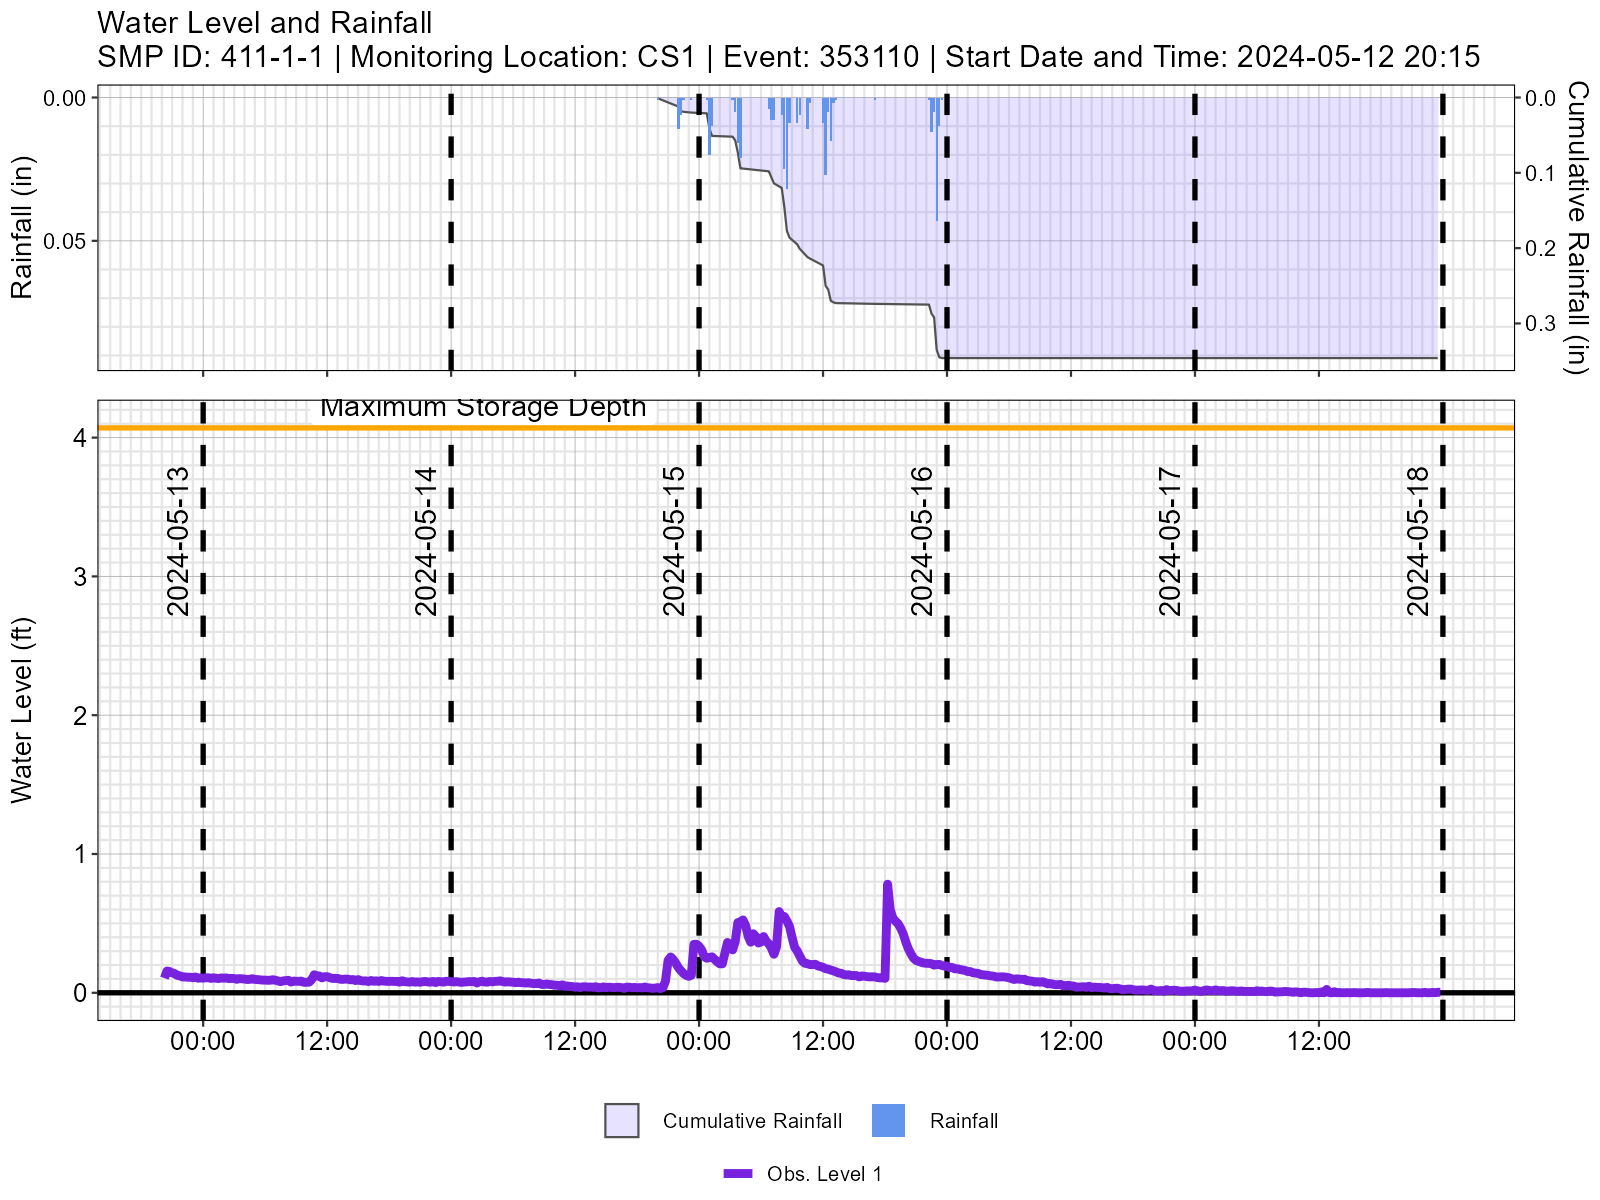 Water Level and Rainfall
SMP ID: 411-1-1 | Monitoring Location: CS1 | Event: 353110 | Start Date and Time: 2024-05-12 20:15
Rainfall (in)
0.00
0.05
0.0
0.1
0.2
0.3
Cumulative Rainfall (in)
Maximum Storage Depth
Water Level (ft)
4
3
2
1
0
2024-05-13
2024-05-14
2024-05-15
2024-05-16
2024-05-17
2024-05-18
00:00 12:00 00:00 12:00 00:00 12:00 00:00 12:00 00:00 12:00
Cumulative Rainfall Rainfall
Obs. Level 1